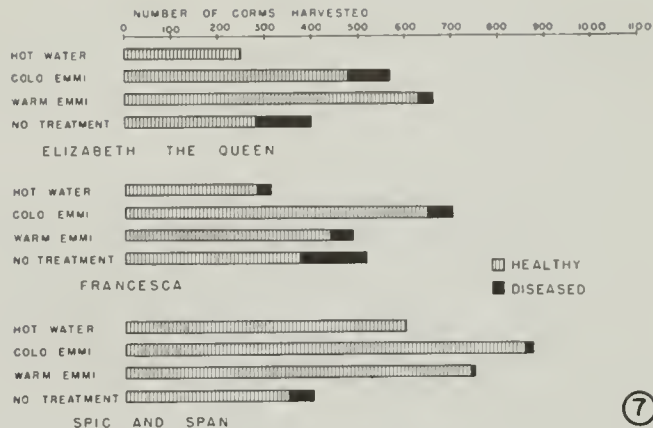 NUMBER OF CORMS HARVESTED
0 100 200 300 400 500 600 700 800 900 1000 1100
HOT WATER
COLD EMMI
WARM EMMI
NO TREATMENT
ELIZABETH THE QUEEN
HOT WATER
COLD EMMI
WARM EMMI
NO TREATMENT
HEALTHY
DISEASED
FRANCESCA
HOT WATER
COLD EMMI
WARM EMMI
NO TREATMENT
SPIC AND SPAN
7